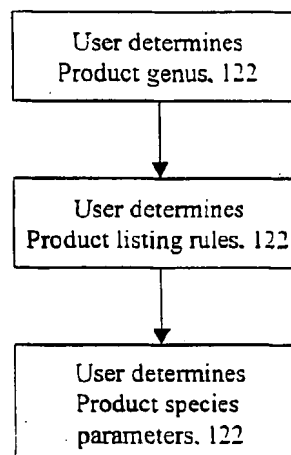 User determines
Product genus. 122
User determines
Product listing rules. 122
User determines
Product species
parameters. 122